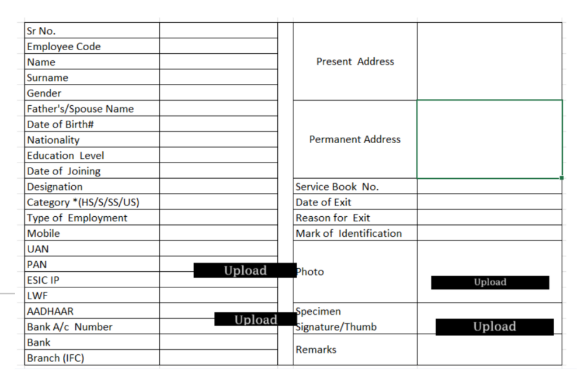 Sr No.
Employee Code
Name
Surname
Gender
Father's/Spouse Name
Date of Birth#
Nationality
Education Level
Date of Joining
Designation
Category *(HS/S/SS/US)
Type of Employment
Mobile
UAN
PAN
Upload
ESIC IP
LWF
AADHAAR
Upload
Bank A/c Number
Bank
Branch (IFC)
Present Address
Permanent Address
Service Book No.
Date of Exit
Reason for Exit
Mark of Identification
Photo
Upload
Specimen
Signature/Thumb
Upload
Remarks